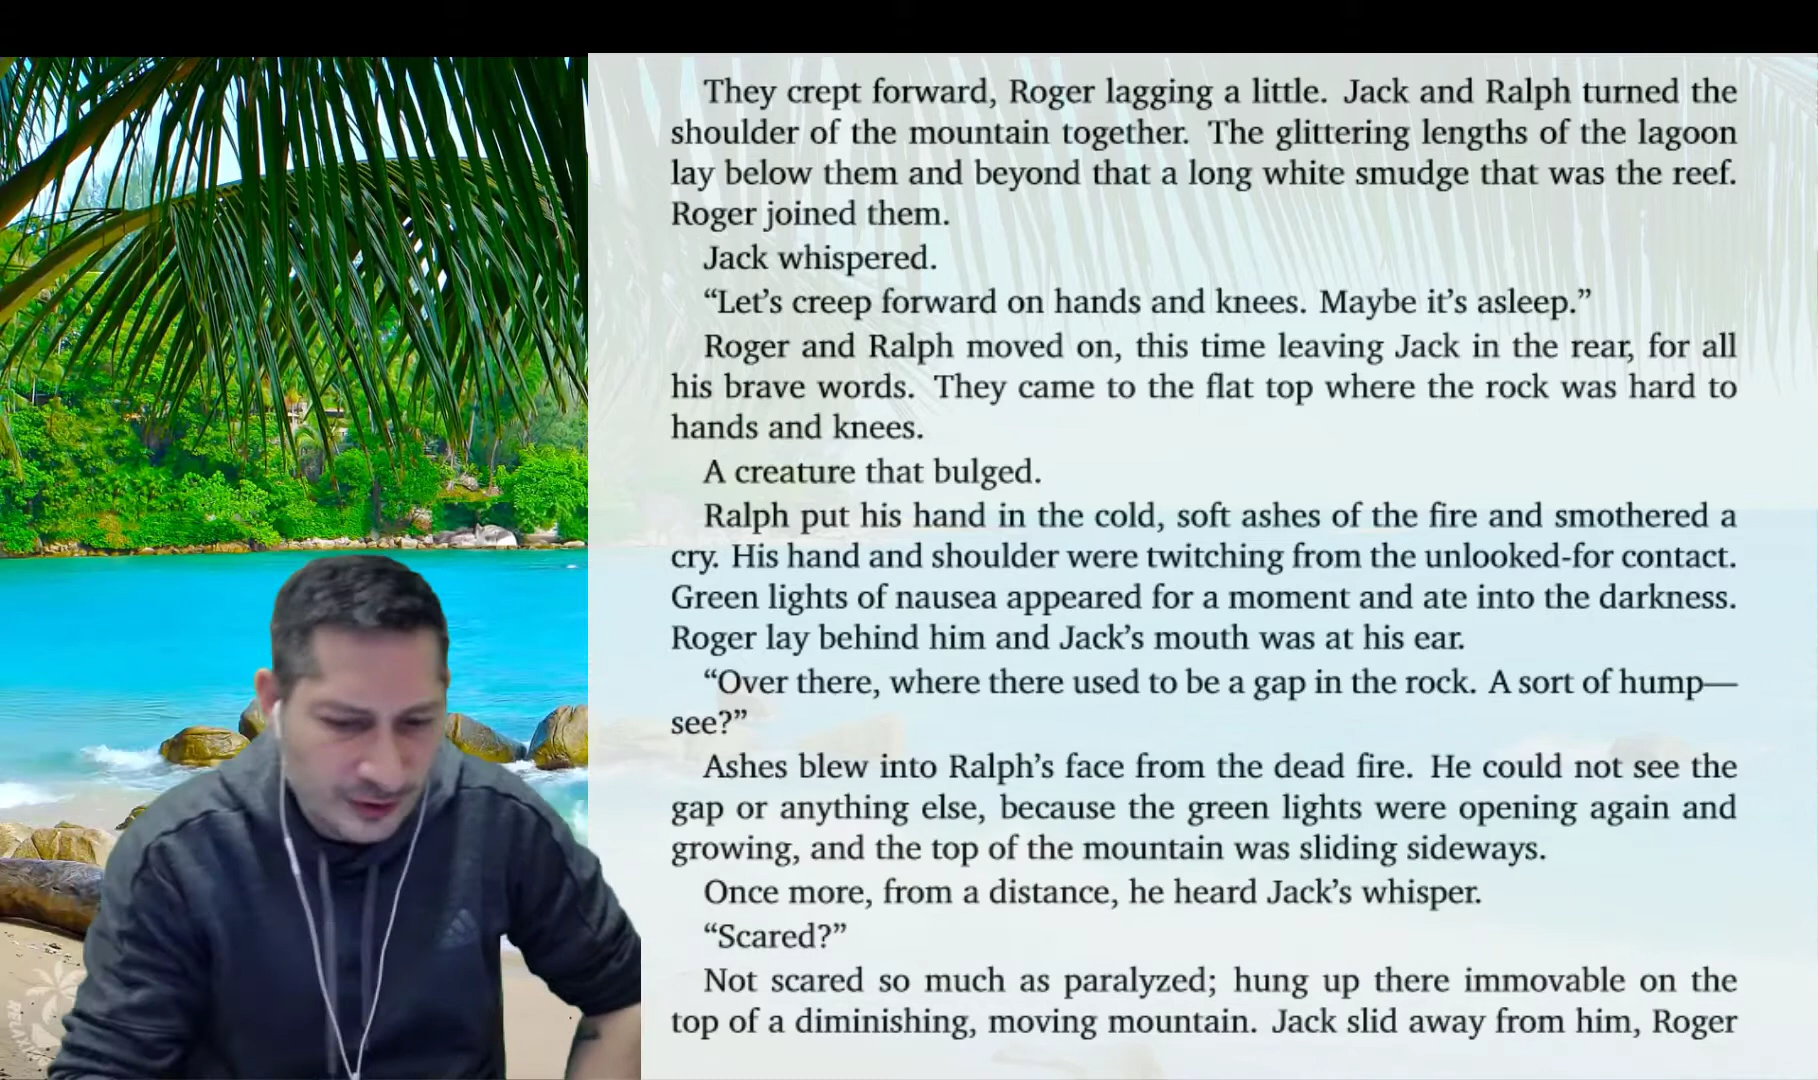 They crept forward, Roger lagging a little. Jack and Ralph turned the
shoulder of the mountain together. The glittering lengths of the lagoon
lay below them and beyond that a long white smudge that was the reef.
Roger joined them.
Jack whispered.
“Let’s creep forward on hands and knees. Maybe it’s asleep.”
Roger and Ralph moved on, this time leaving Jack in the rear, for all
his brave words. They came to the flat top where the rock was hard to
hands and knees.
A creature that bulged.
Ralph put his hand in the cold, soft ashes of the fire and smothered a
cry. His hand and shoulder were twitching from the unlooked-for contact.
Green lights of nausea appeared for a moment and ate into the darkness.
Roger lay behind him and Jack’s mouth was at his ear.
“Over there, where there used to be a gap in the rock. A sort of hump—
see?”
Ashes blew into Ralph’s face from the dead fire. He could not see the
gap or anything else, because the green lights were opening again and
growing, and the top of the mountain was sliding sideways.
Once more, from a distance, he heard Jack’s whisper.
“Scared?”
Not scared so much as paralyzed; hung up there immovable on the
top of a diminishing, moving mountain. Jack slid away from him, Roger